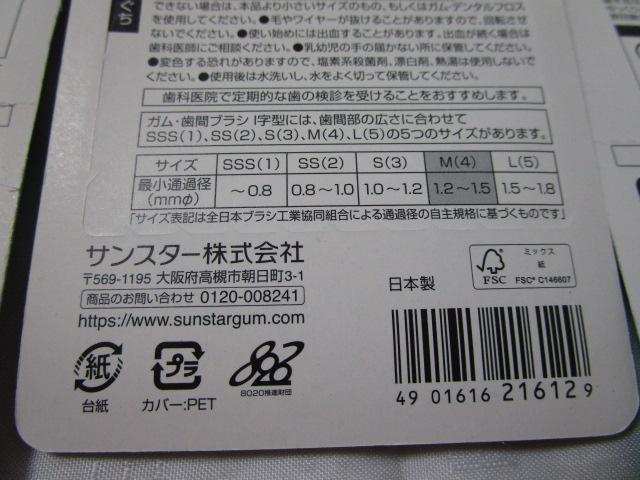 できない場合は、本品より小さいサイズのもの、もしくはガム・デンタルフロス
を使用してください。●毛やワイヤーが抜けることがありますので、回転させ
ないでください。●使い始めには出血することがあります。出血が続く場合は
歯科医師にご相談ください。●乳幼児の手の届かない所に保管してください。
●変色する恐れがありますので、塩素系殺菌剤、漂白剤、熱湯は使用しないで
ください。●使用後は水洗いし、水をよく切って保管してください。
ぐち
歯科医院で定期的な歯の検診を受けることをおすすめします。
ガム・歯間ブラシ I字型には、歯間部の広さに合わせて
SSS(1)、SS(2)、S(3)、M(4)、L(5)の5つのサイズがあります。
サイズ SSS(1) SS(2) S(3) M(4) L(5)
最小通過径(mmφ) ～0.8 0.8～1.0 1.0～1.2 1.2～1.5 1.5～1.8
「サイズ表記は全日本ブラシ工業協同組合による通過径の自主規格に基づくものです」
サンスター株式会社
〒569-1195 大阪府高槻市朝日町3-1
商品のお問い合わせ 0120-008241
https://www.sunstargum.com/
日本製
FSC
ミックス
紙
FSC® C146607
紙
台紙
プラ
カバー:PET
8020
8020推進財団
4901616216129